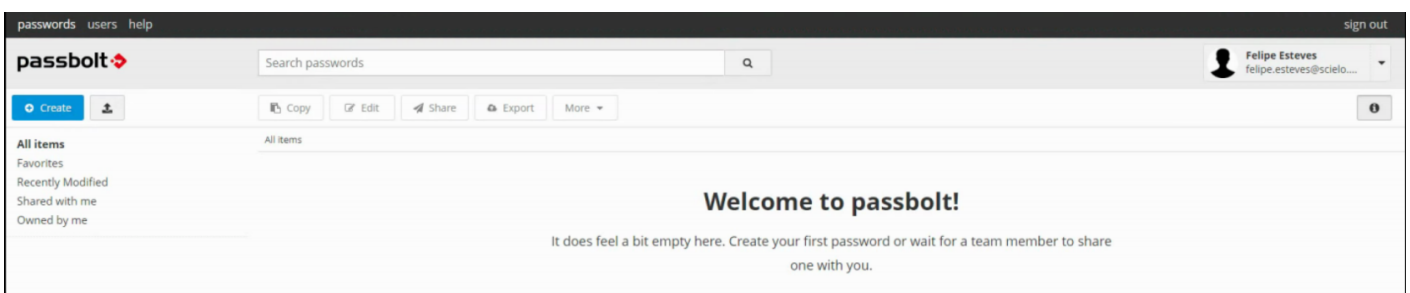 passwords users help sign out
passbolt
Search passwords
Felipe Esteves
felipe.esteves@scielo....
Create
Copy Edit Share Export More
All items
All items
Favorites
Recently Modified
Shared with me
Owned by me
Welcome to passbolt!
It does feel a bit empty here. Create your first password or wait for a team member to share
one with you.